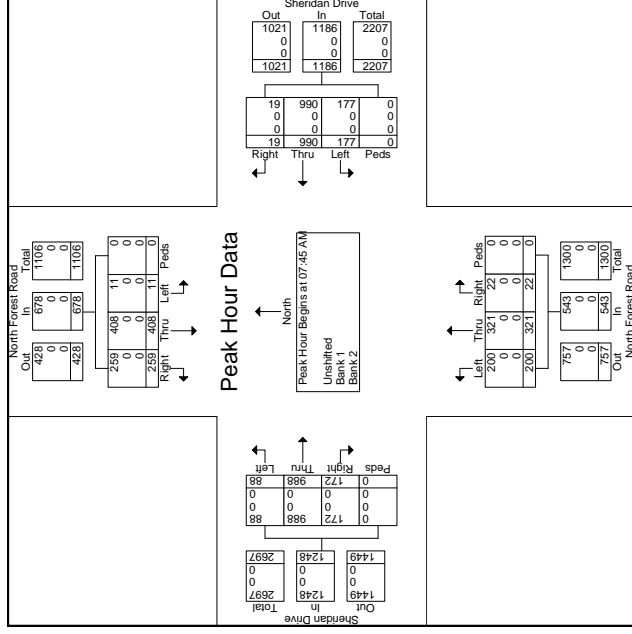 Sheridan Drive
Out In Total
1021 1186 2207
0 0 0
0 0 0
1021 1186 2207
19 990 177 0
0 0 0 0
0 0 0 0
19 990 177 0
Right Thru Left Peds
North Forest Road
Total In Out
1106 678 428
0 0 0
0 0 0
1106 678 428
0 11 408 259
0 0 0 0
0 0 0 0
0 11 408 259
Peds Left Thru Right
Peak Hour Data
North
Peak Hour Begins at 07:45 AM
Unshifted
Bank 1
Bank 2
Left Thru Right Peds
200 321 22 0
0 0 0 0
0 0 0 0
200 321 22 0
757 543 1300
0 0 0
0 0 0
757 543 1300
Out In Total
North Forest Road
Left Thru Right Peds
88 988 172 0
0 0 0 0
0 0 0 0
88 988 172 0
2697 1248 1449
0 0 0
0 0 0
2697 1248 1449
Total In Out
Sheridan Drive